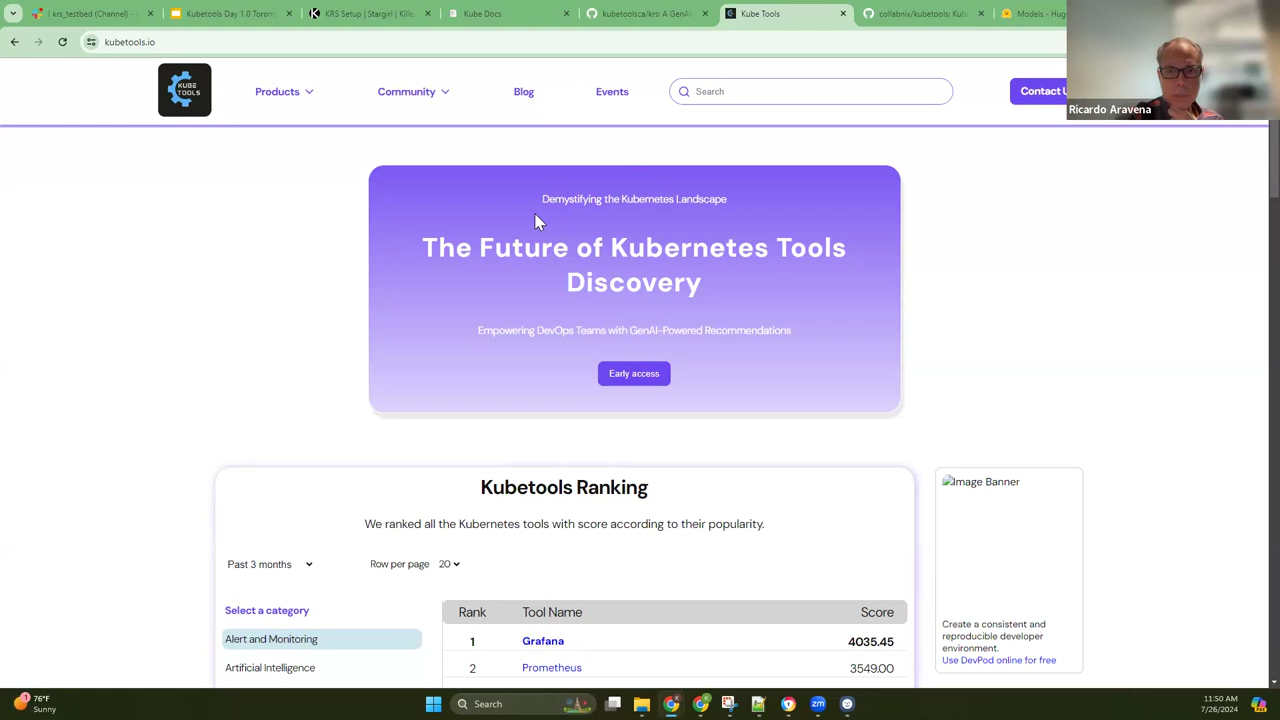 ! krs_testbed (Channel) -
Kubetools Day 1.0 Toron
KRS Setup | Stargirl | Kille
Kube Docs
kubetoolsca/krs: A GenAI
Kube Tools
collabnix/kubetools: Kube
Models - Hug
kubetools.io
KUBE
TOOLS
Products
Community
Blog
Events
Search
Contact U
Ricardo Aravena
Demystifying the Kubernetes Landscape
The Future of Kubernetes Tools
Discovery
Empowering DevOps Teams with GenAI-Powered Recommendations
Early access
Kubetools Ranking
We ranked all the Kubernetes tools with score according to their popularity.
Past 3 months
Row per page 20
Select a category
Alert and Monitoring
Artificial Intelligence
Rank Tool Name Score
1 Grafana 4035.45
2 Prometheus 3549.00
Image Banner
Create a consistent and
reproducible developer
environment.
Use DevPod online for free
1
76°F
Sunny
Search
zm
11:50 AM
7/26/2024